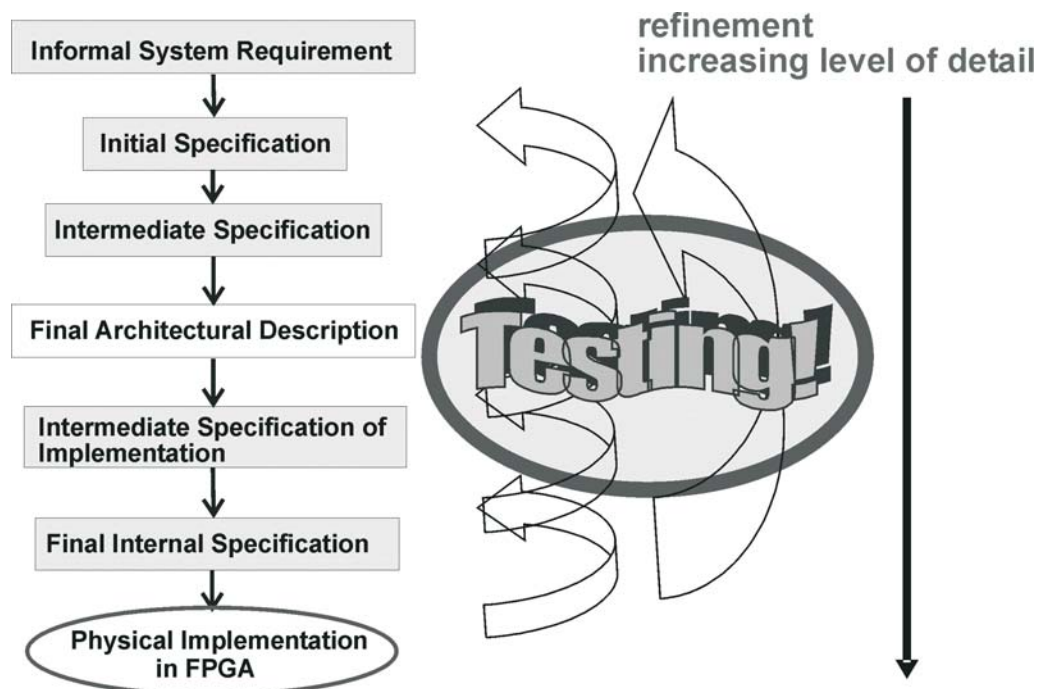 Informal System Requirement
Initial Specification
Intermediate Specification
Final Architectural Description
Intermediate Specification of
Implementation
Final Internal Specification
Physical Implementation
in FPGA
refinement
increasing level of detail
Testing!